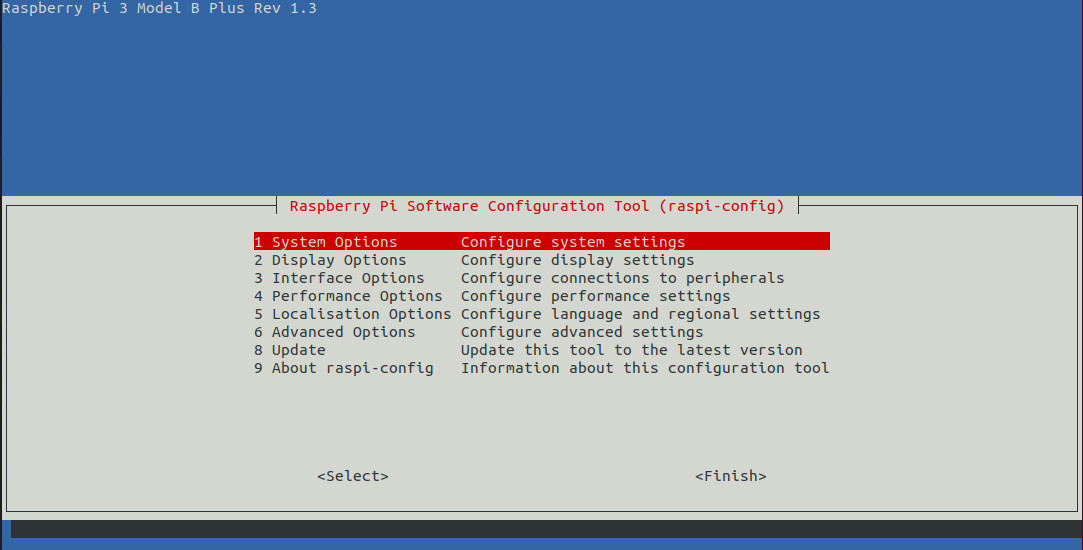 Raspberry Pi 3 Model B Plus Rev 1.3
Raspberry Pi Software Configuration Tool (raspi-config)
1 System Options Configure system settings
2 Display Options Configure display settings
3 Interface Options Configure connections to peripherals
4 Performance Options Configure performance settings
5 Localisation Options Configure language and regional settings
6 Advanced Options Configure advanced settings
8 Update Update this tool to the latest version
9 About raspi-config Information about this configuration tool
<Select> <Finish>